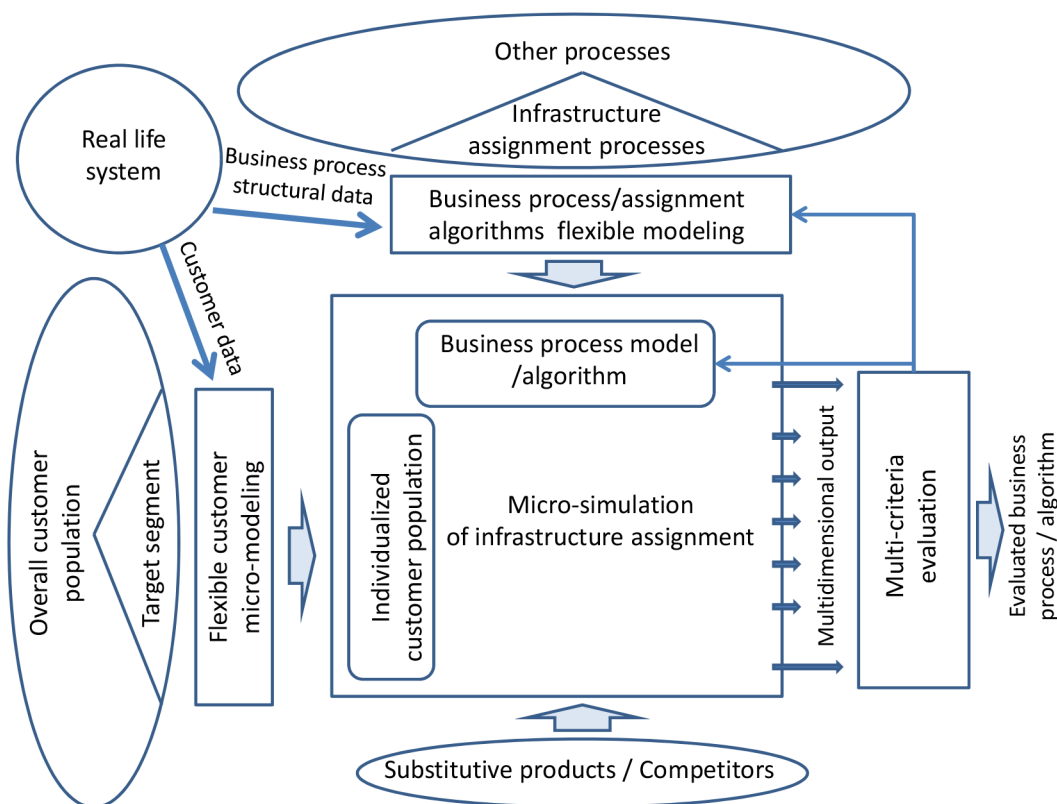 Other processes
Infrastructure
assignment processes
Real life
system
Business process
structural data
Business process/assignment
algorithms flexible modeling
Customer data
Business process model
/algorithm
Overall customer
population
Target segment
Flexible customer
micro-modeling
Individualized
customer population
Micro-simulation
of infrastructure assignment
Multidimensional output
Multi-criteria
evaluation
Evaluated business
process / algorithm
Substitutive products / Competitors